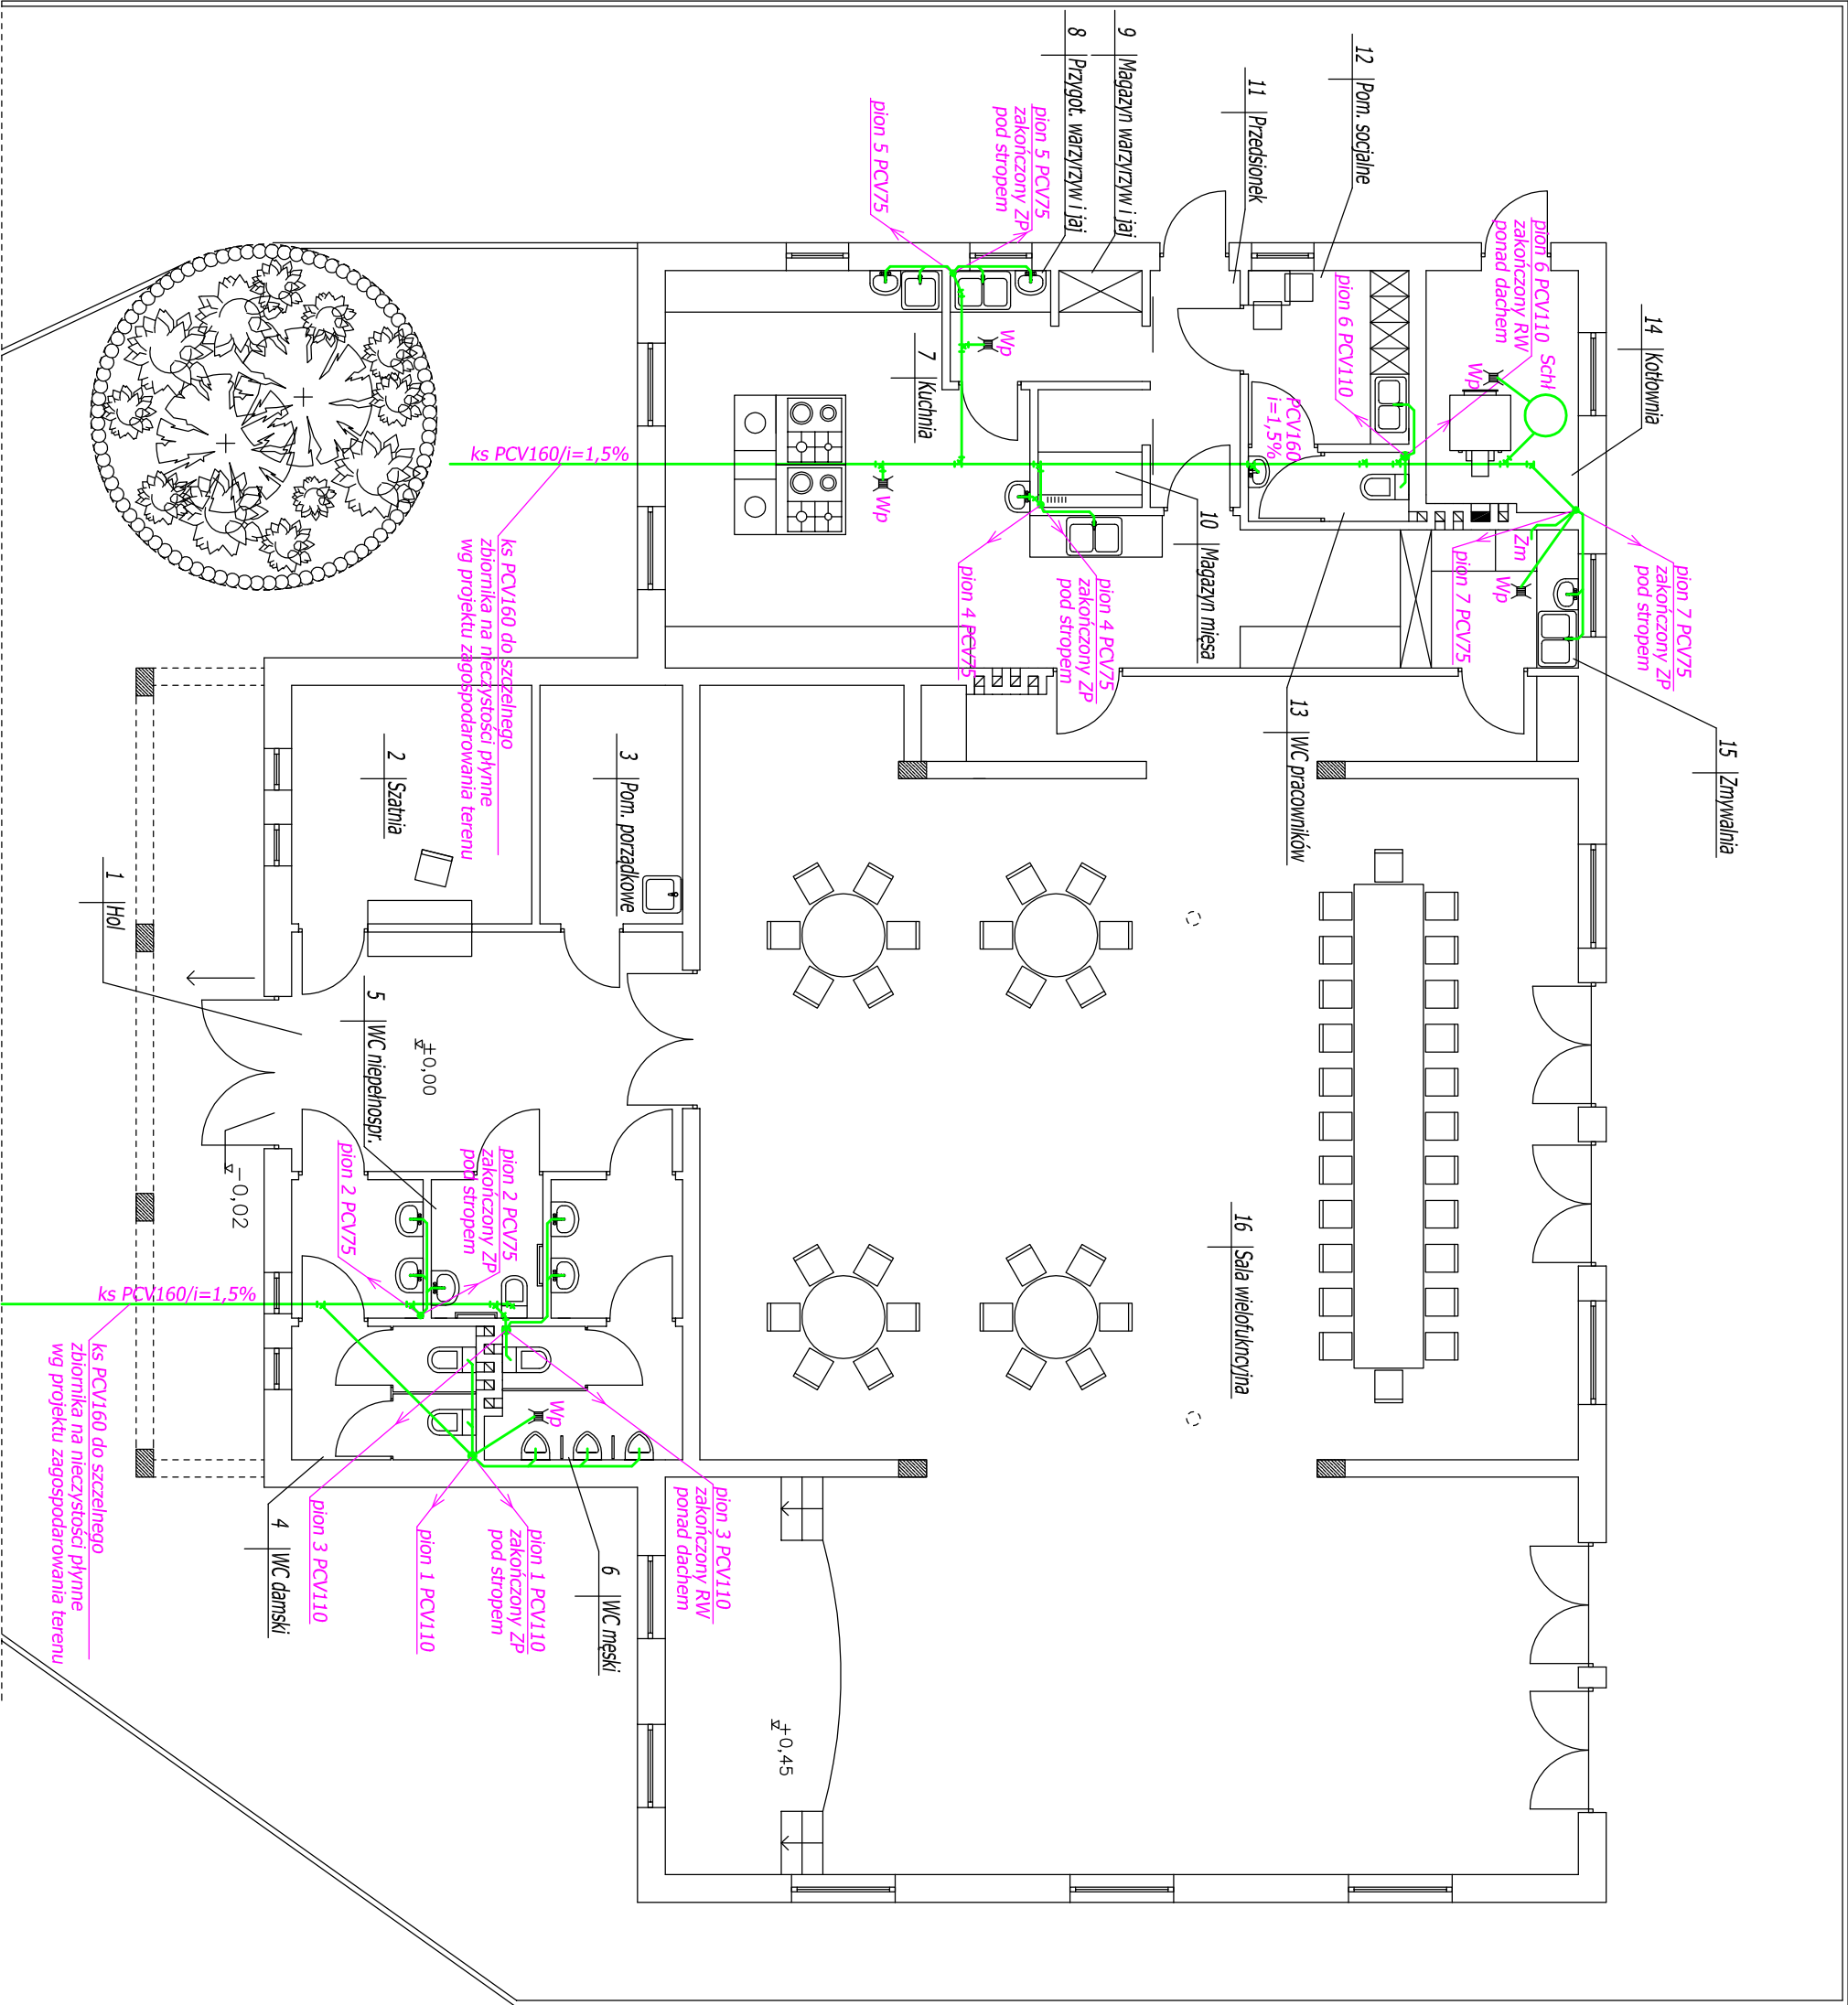 12 Pom. socjalne
11 Przedsionek
9 Magazyn warzyrzyw i jaj
8 Przygot. warzyrzyw i jaj
pion 5 PCV75
zakończony ZP
pod stropem
pion 5 PCV75
14 Kotłownia
pion 6 PCV110
zakończony RW
ponad dachem
Schł
Wp
pion 6 PCV110
PCV160
i=1,5%
Wp
7 Kuchnia
ks PCV160/i=1,5%
Wp
10 Magazyn mięsa
Zm
Wp
pion 7 PCV75
pion 7 PCV75
zakończony ZP
pod stropem
pion 4 PCV75
zakończony ZP
pod stropem
pion 4 PCV75
ks PCV160 do szczelnego
zbiornika na nieczystości płynne
wg projektu zagospodarowania terenu
15 Zmywalnia
13 WC pracowników
3 Pom. porządkowe
2 Szatnia
1 Hol
5 WC niepełnospr.
±0,00
-0,02
pion 2 PCV75
zakończony ZP
pod stropem
pion 2 PCV75
16 Sala wielofukncyjna
ks PCV160/i=1,5%
ks PCV160 do szczelnego
zbiornika na nieczystości płynne
wg projektu zagospodarowania terenu
Wp
pion 3 PCV110
zakończony RW
ponad dachem
6 WC męski
pion 1 PCV110
zakończony ZP
pod stropem
pion 1 PCV110
pion 3 PCV110
4 WC damski
+0,45